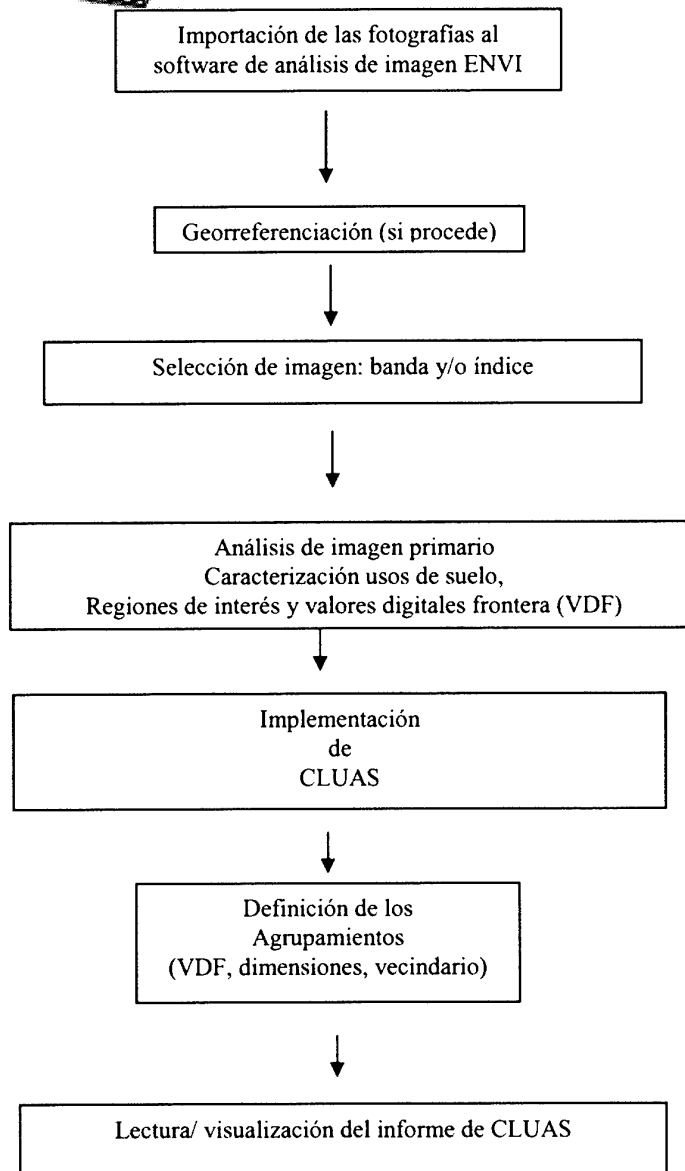 Importación de las fotografías al
software de análisis de imagen ENVI
Georreferenciación (si procede)
Selección de imagen: banda y/o índice
Análisis de imagen primario
Caracterización usos de suelo,
Regiones de interés y valores digitales frontera (VDF)
Implementación
de
CLUAS
Definición de los
Agrupamientos
(VDF, dimensiones, vecindario)
Lectura/ visualización del informe de CLUAS